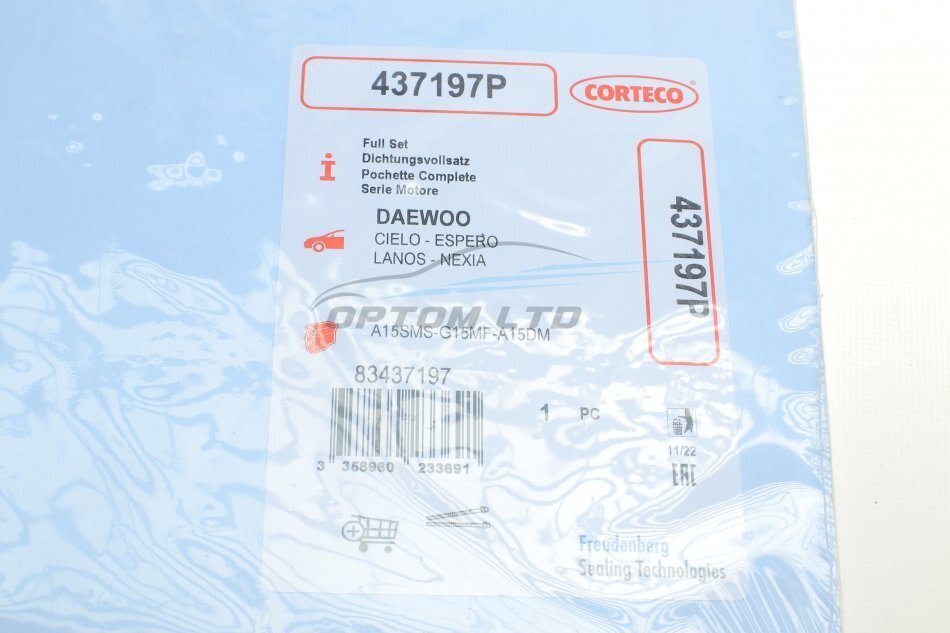 437197P
CORTECO®
Full Set
Dichtungsvollsatz
Pochette Complete
Serie Motore
DAEWOO
CIELO - ESPERO
LANOS - NEXIA
437197P
OPTOM LTD
A15SMS-G15MF-A15DM
83437197
1 PC
3 358960 233691
11/22
EAC
Freudenberg
Sealing Technologies